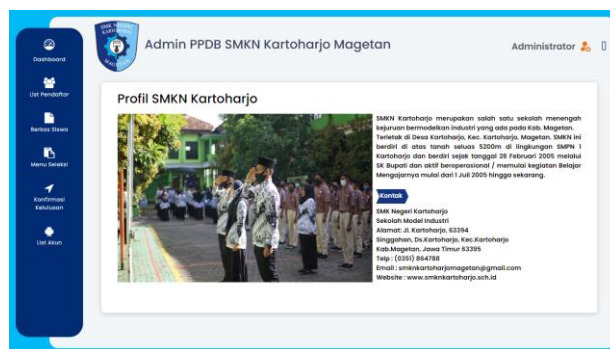 SMK NEGERI
KARTOHARJO
MAGETAN
Admin PPDB SMKN Kartoharjo Magetan
Administrator
Dashboard
List Pendaftar
Berkas Siswa
Menu Seleksi
Konfirmasi
Kelulusan
List Akun
Profil SMKN Kartoharjo
SMKN Kartoharjo merupakan salah satu sekolah menengah
kejuruan bermodelkan industri yang ada pada Kab. Magetan.
Terletak di Desa Kartoharjo, Kec. Kartoharjo, Magetan. SMKN ini
berdiri di atas tanah seluas 5200m di lingkungan SMPN 1
Kartoharjo dan berdiri sejak tanggal 28 Februari 2005 melalui
SK Bupati dan aktif beroperasional / memulai kegiatan Belajar
Mengajarnya mulai dari 1 Juli 2005 hingga sekarang.
Kontak
SMK Negeri Kartoharjo
Sekolah Model Industri
Alamat: Jl. Kartoharjo, 63394
Singgahan, Ds.Kartoharjo, Kec.Kartoharjo
Kab.Magetan, Jawa Timur 63395
Telp : (0351) 864788
Email : smknkartoharjomagetan@gmail.com
Website : www.smknkartoharjo.sch.id